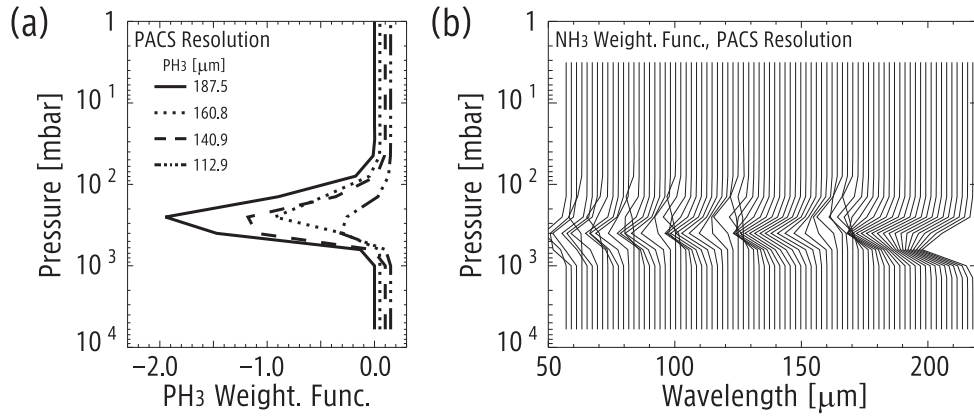 (a)
PACS Resolution
PH3 [μm]
187.5
160.8
140.9
112.9
1
10 1
10 2
10 3
10 4
Pressure [mbar]
−2.0 −1.0 0.0
PH3 Weight. Func.
(b)
NH3 Weight. Func., PACS Resolution
1
10 1
10 2
10 3
10 4
Pressure [mbar]
50 100 150 200
Wavelength [μm]